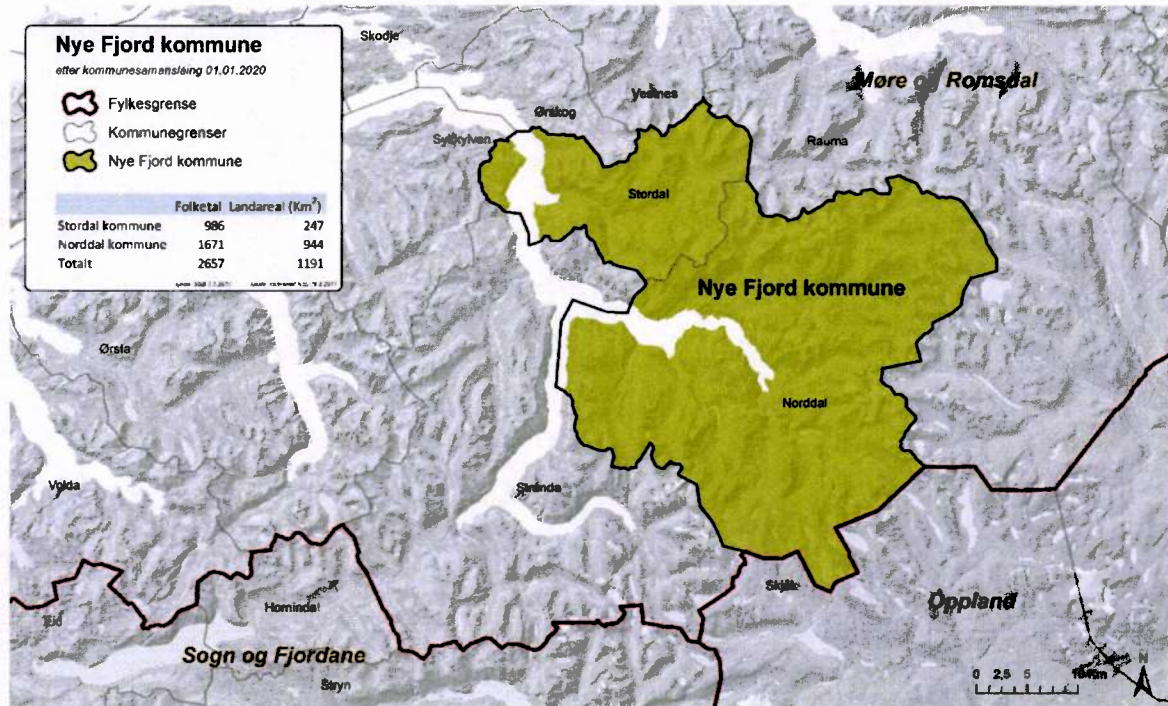 Nye Fjord kommune
etter kommunesamanslåing 01.01.2020
Fylkesgrense
Kommunegrenser
Nye Fjord kommune
Folketal Landareal (Km²)
Stordal kommune 986 247
Norddal kommune 1671 944
Totalt 2657 1191
Skodje
Møre og Romsdal
Vestnes
Ørskog
Sykkylven
Rauma
Stordal
Nye Fjord kommune
Ørsta
Norddal
Volda
Stranda
Skjåk
Hornindal
Oppland
Eid
Sogn og Fjordane
Stryn
N
0 2,5 5